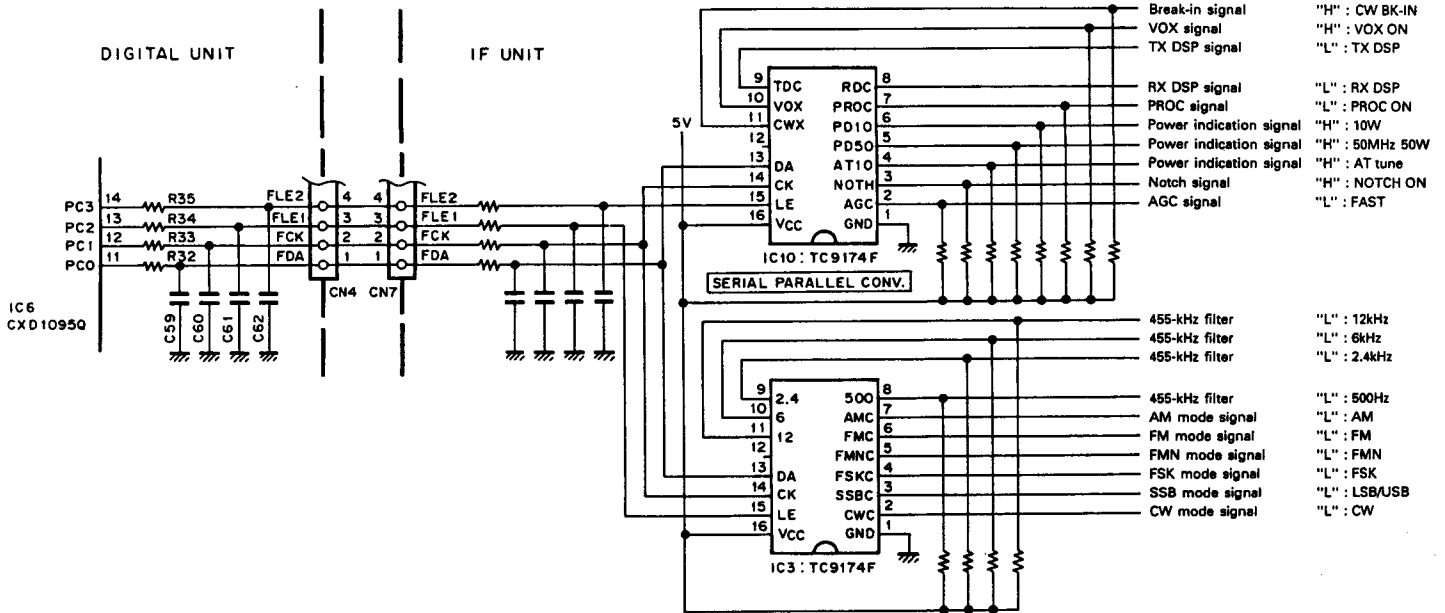 DIGITAL UNIT
IF UNIT
IC6
CXD1095Q
PC3 14 R35 FLE2 4
PC2 13 R34 FLE1 3
PC1 12 R33 FCK 2
PC0 11 R32 FDA 1
C59 C60 C61 C62
CN4 CN7
4 FLE2
3 FLE1
2 FCK
1 FDA
5V
9 TDC RDC 8
10 VOX PROC 7
11 CWX PD10 6
12 PD50 5
13 DA AT10 4
14 CK NOTH 3
15 LE AGC 2
16 VCC GND 1
IC10 : TC9174F
SERIAL PARALLEL CONV.
Break-in signal "H" : CW BK-IN
VOX signal "H" : VOX ON
TX DSP signal "L" : TX DSP
RX DSP signal "L" : RX DSP
PROC signal "L" : PROC ON
Power indication signal "H" : 10W
Power indication signal "H" : 50MHz 50W
Power indication signal "H" : AT tune
Notch signal "H" : NOTCH ON
AGC signal "L" : FAST
9 2.4 500 8
10 6 AMC 7
11 12 FMC 6
12 FMNC 5
13 DA FSKC 4
14 CK SSBC 3
15 LE CWC 2
16 VCC GND 1
IC3 : TC9174F
455-kHz filter "L" : 12kHz
455-kHz filter "L" : 6kHz
455-kHz filter "L" : 2.4kHz
455-kHz filter "L" : 500Hz
AM mode signal "L" : AM
FM mode signal "L" : FM
FMN mode signal "L" : FMN
FSK mode signal "L" : FSK
SSB mode signal "L" : LSB/USB
CW mode signal "L" : CW